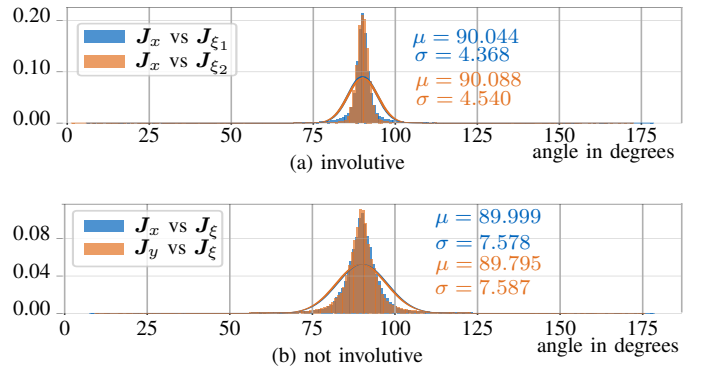 0.20
0.10
0.00
J_x vs J_ξ₁
J_x vs J_ξ₂
μ = 90.044
σ = 4.368
μ = 90.088
σ = 4.540
0 25 50 75 100 125 150 175
(a) involutive
angle in degrees
0.08
0.04
0.00
J_x vs J_ξ
J_y vs J_ξ
μ = 89.999
σ = 7.578
μ = 89.795
σ = 7.587
0 25 50 75 100 125 150 175
(b) not involutive
angle in degrees